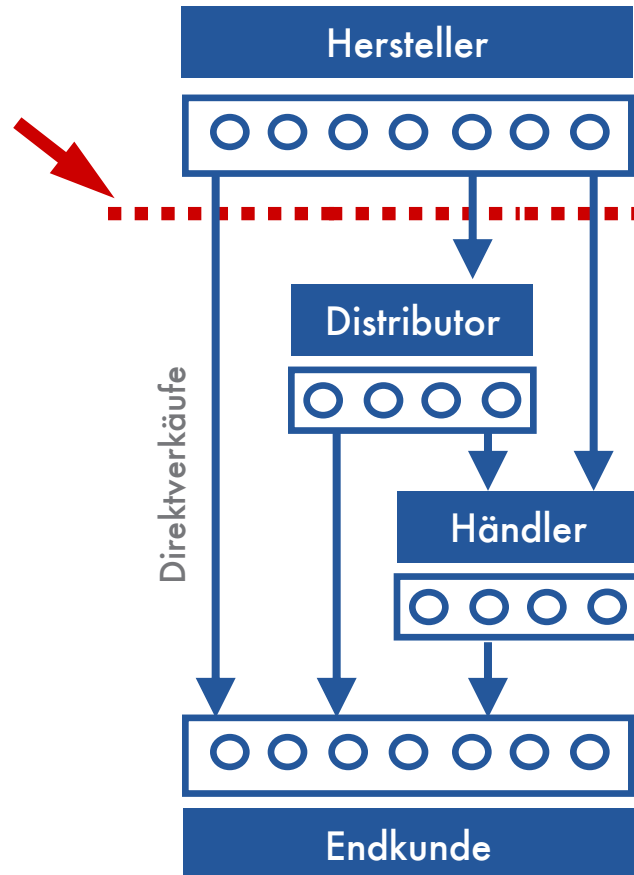 Hersteller
Distributor
Direktverkäufe
Händler
Endkunde